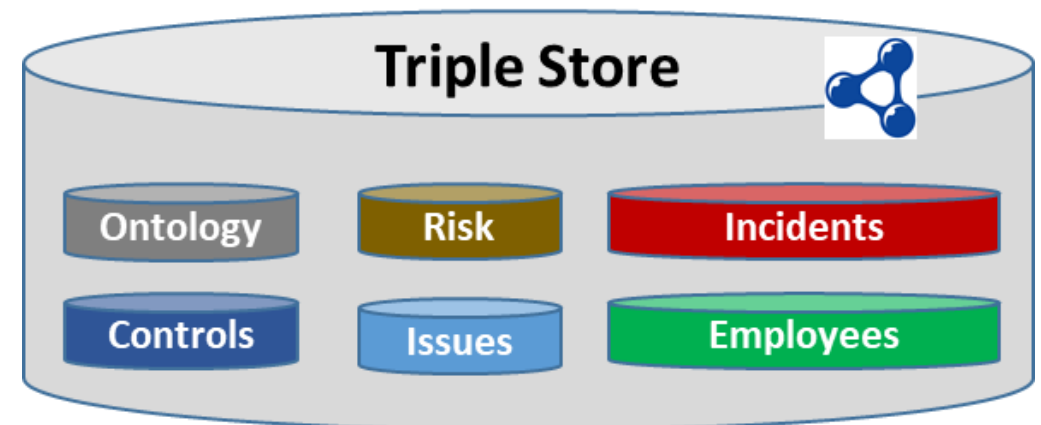 Triple Store
Ontology
Risk
Incidents
Controls
Issues
Employees